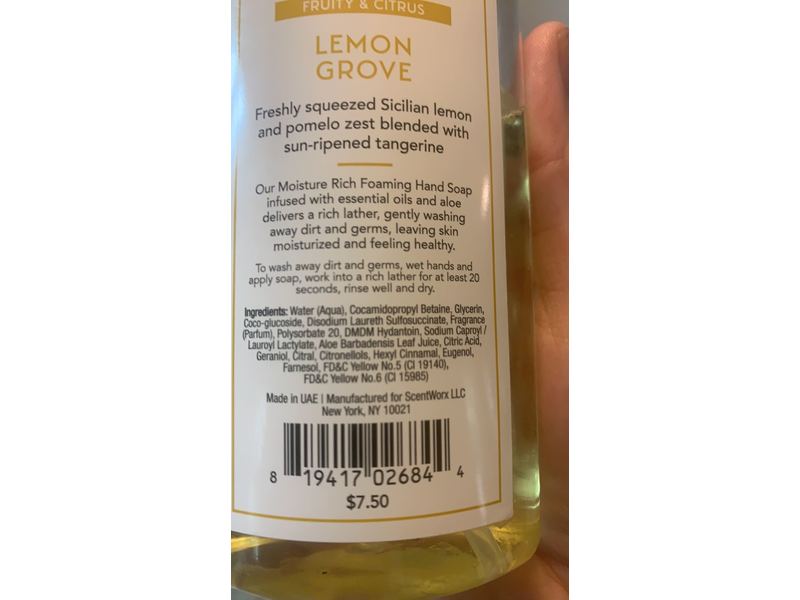 FRUITY & CITRUS
LEMON
GROVE
Freshly squeezed Sicilian lemon
and pomelo zest blended with
sun-ripened tangerine
Our Moisture Rich Foaming Hand Soap
infused with essential oils and aloe
delivers a rich lather, gently washing
away dirt and germs, leaving skin
moisturized and feeling healthy.
To wash away dirt and germs, wet hands and
apply soap, work into a rich lather for at least 20
seconds, rinse well and dry.
Ingredients: Water (Aqua), Cocamidopropyl Betaine, Glycerin,
Coco-glucoside, Disodium Laureth Sulfosuccinate, Fragrance
(Parfum), Polysorbate 20, DMDM Hydantoin, Sodium Caproyl /
Lauroyl Lactylate, Aloe Barbadensis Leaf Juice, Citric Acid,
Geraniol, Citral, Citronellols, Hexyl Cinnamal, Eugenol,
Farnesol, FD&C Yellow No.5 (CI 19140),
FD&C Yellow No.6 (CI 15985)
Made in UAE | Manufactured for ScentWorx LLC
New York, NY 10021
8 19417 02684 4
$7.50